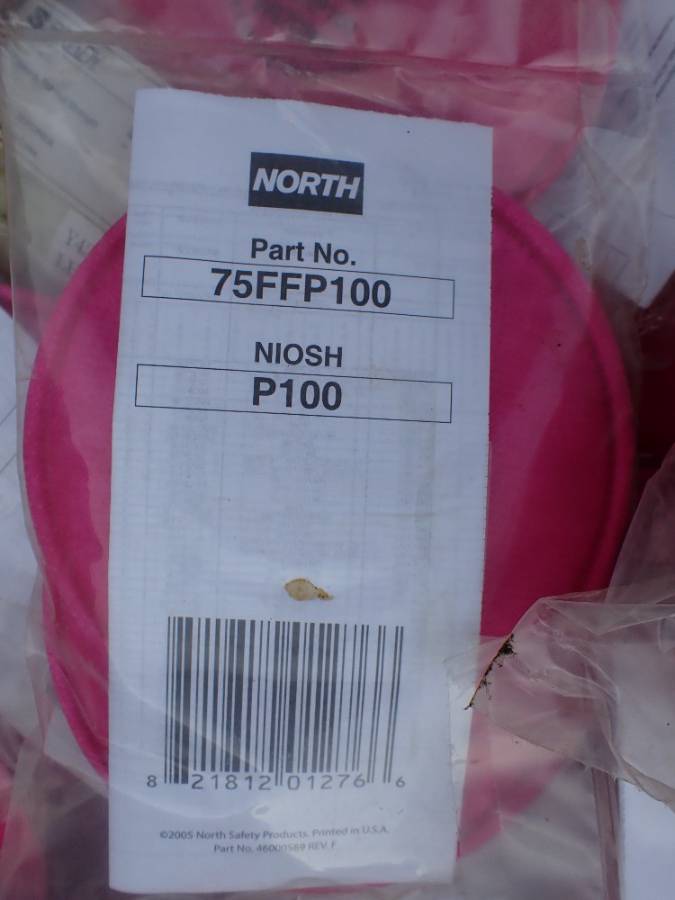 NORTH
Part No.
75FFP100
NIOSH
P100
8 21812 01276 6
©2005 North Safety Products. Printed in U.S.A.
Part No. 46000589 REV. F